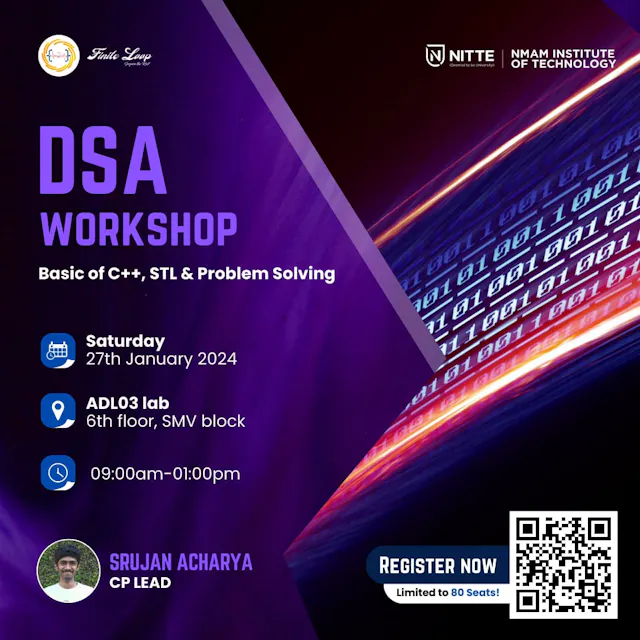 Finite Loop
NITTE
NMAM INSTITUTE
OF TECHNOLOGY
DSA
WORKSHOP
Basic of C++, STL & Problem Solving
Saturday
27th January 2024
ADL03 lab
6th floor, SMV block
09:00am-01:00pm
SRUJAN ACHARYA
CP LEAD
REGISTER NOW
Limited to 80 Seats!